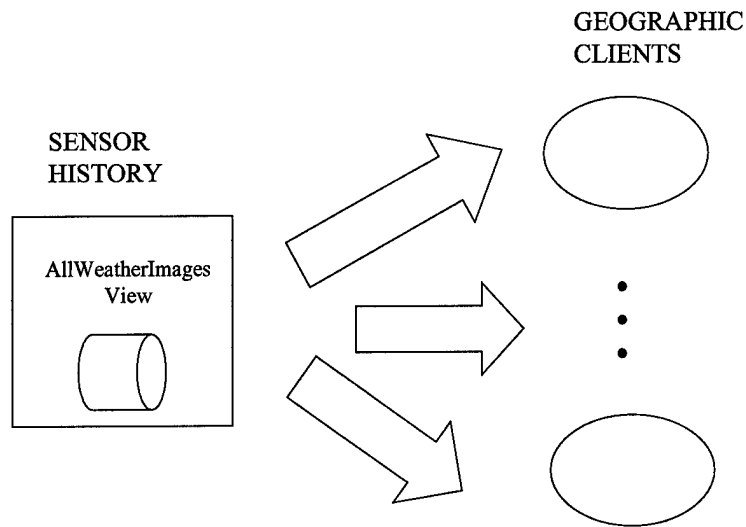 GEOGRAPHIC
CLIENTS
SENSOR
HISTORY
AllWeatherImages
View